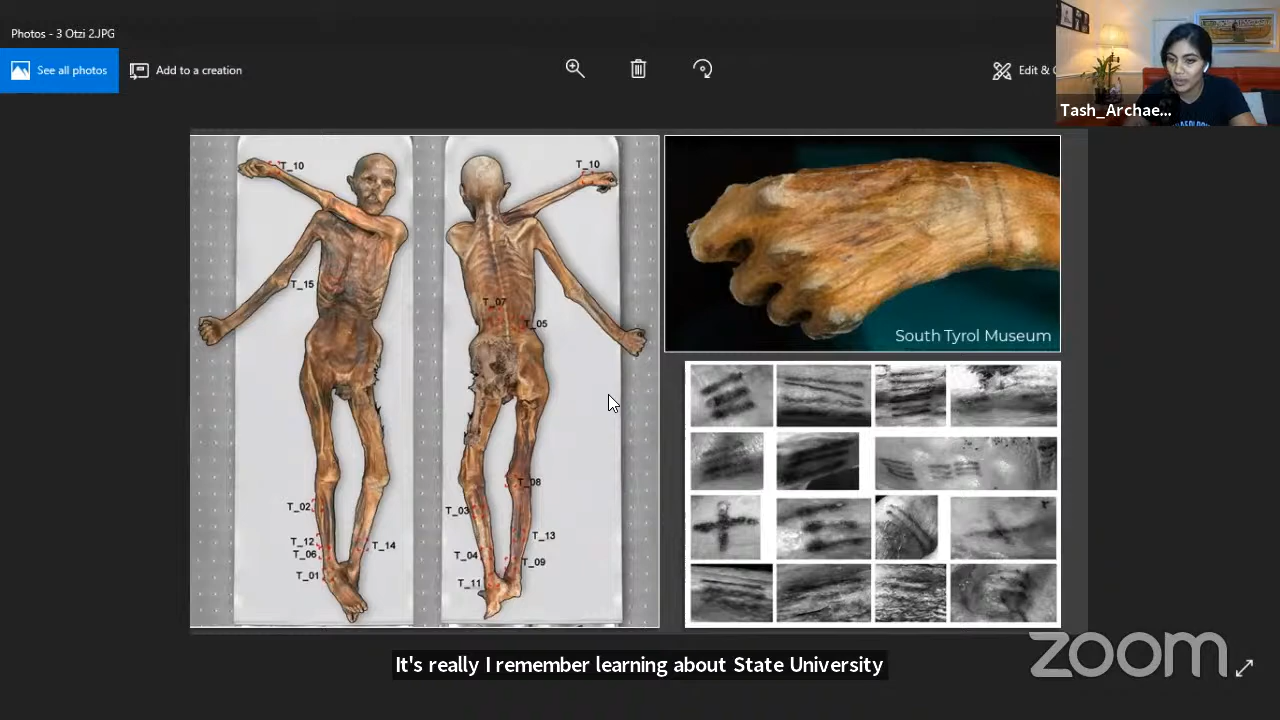 Photos - 3 Otzi 2.JPG
See all photos
Add to a creation
Edit & C
Tash_Archae...
T_10
T_10
T_15
T_07
T_05
T_02
T_08
T_03
T_12
T_06
T_14
T_13
T_04
T_09
T_01
T_11
South Tyrol Museum
It's really I remember learning about State University
zoom